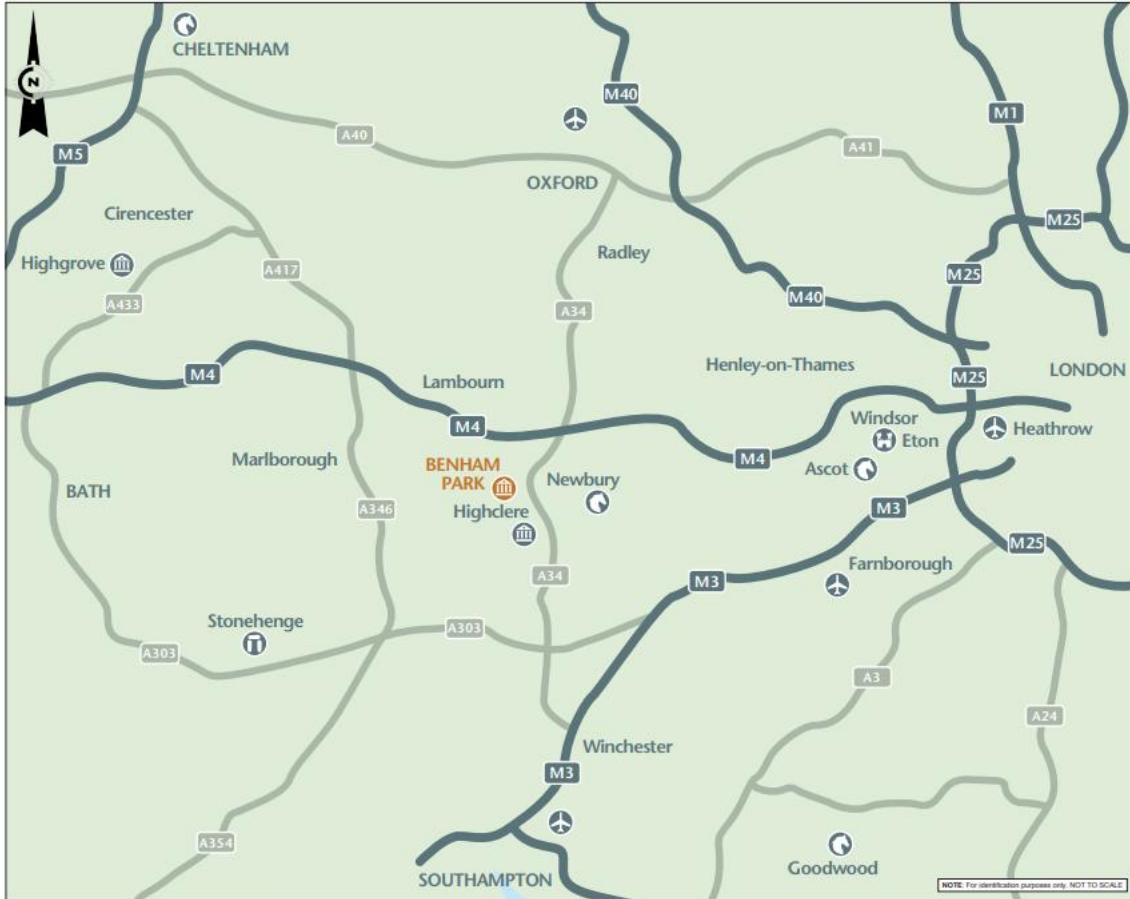 N
CHELTENHAM
M40
M1
M5
A40
A41
OXFORD
Cirencester
M25
Radley
Highgrove
A417
M25
A433
A34
M40
M4
Henley-on-Thames
LONDON
Lambourn
M25
M4
Windsor
Heathrow
Eton
Marlborough
M4
BENHAM
PARK
Ascot
Newbury
BATH
A346
Highclere
M3
M25
Farnborough
A34
M3
Stonehenge
A303
A303
A3
A24
Winchester
M3
A354
Goodwood
SOUTHAMPTON
NOTE: For identification purposes only. NOT TO SCALE